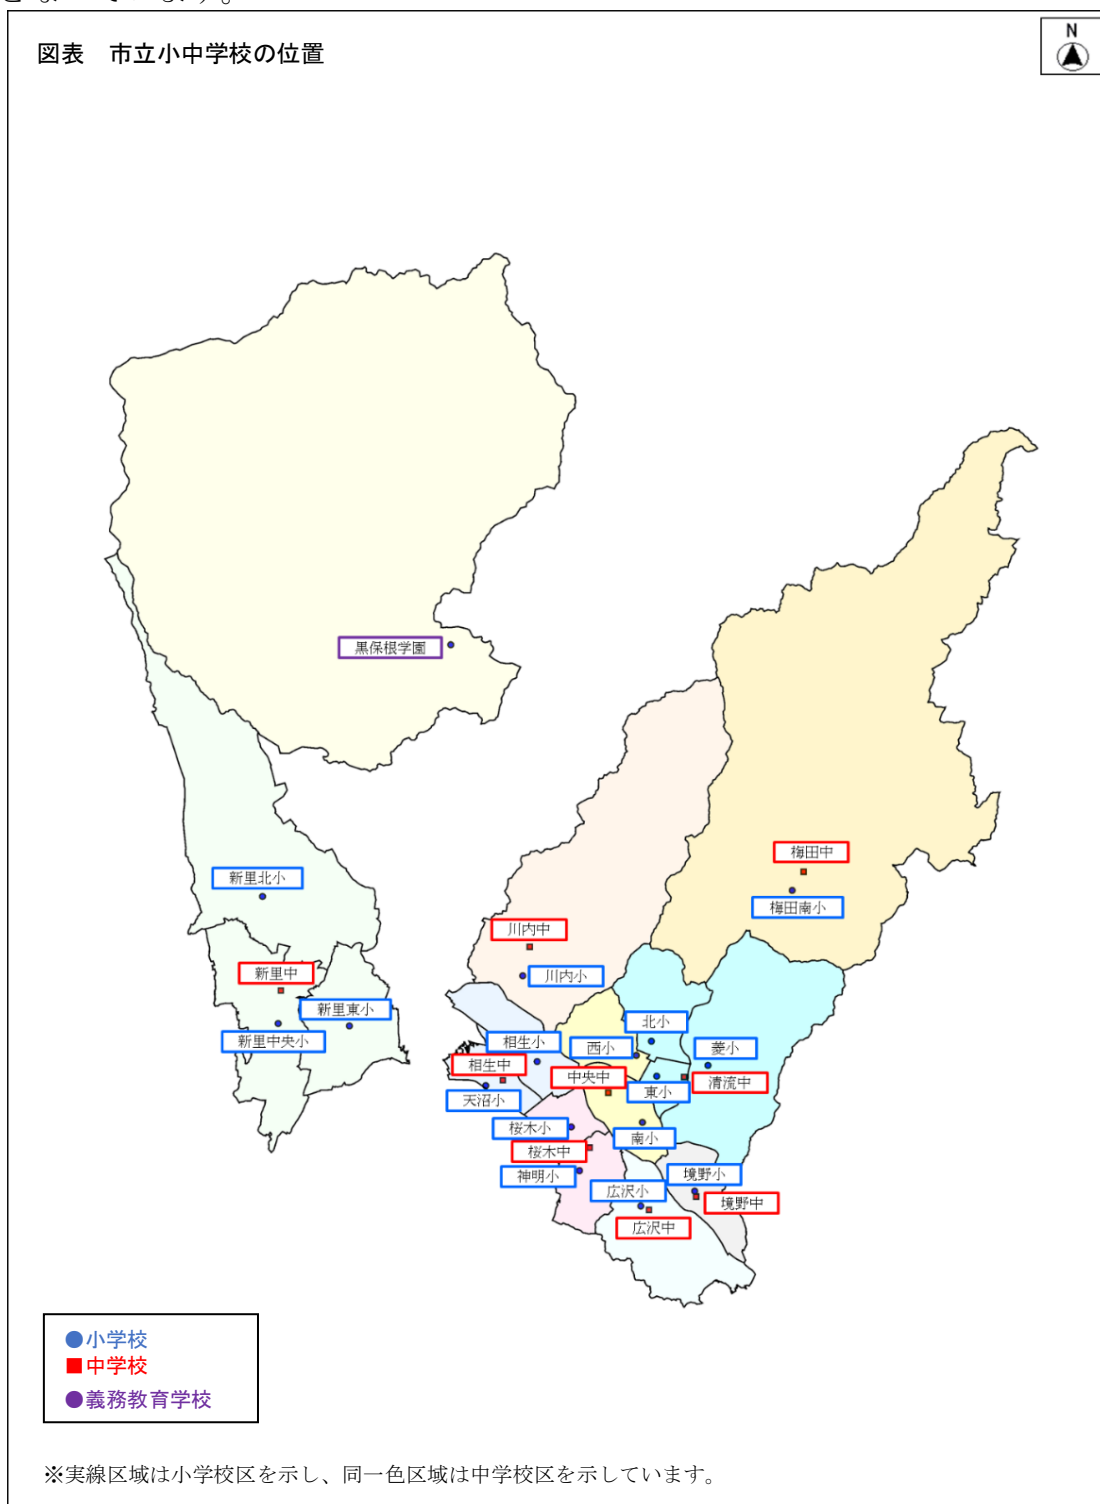 図表　市立小中学校の位置
N
黒保根学園
梅田中
新里北小
梅田南小
川内中
新里中
川内小
新里東小
北小
新里中央小
相生小
西小
菱小
相生中
中央中
清流中
東小
天沼小
桜木小
南小
桜木中
神明小
境野小
広沢小
境野中
広沢中
●小学校
■中学校
●義務教育学校
※実線区域は小学校区を示し、同一色区域は中学校区を示しています。